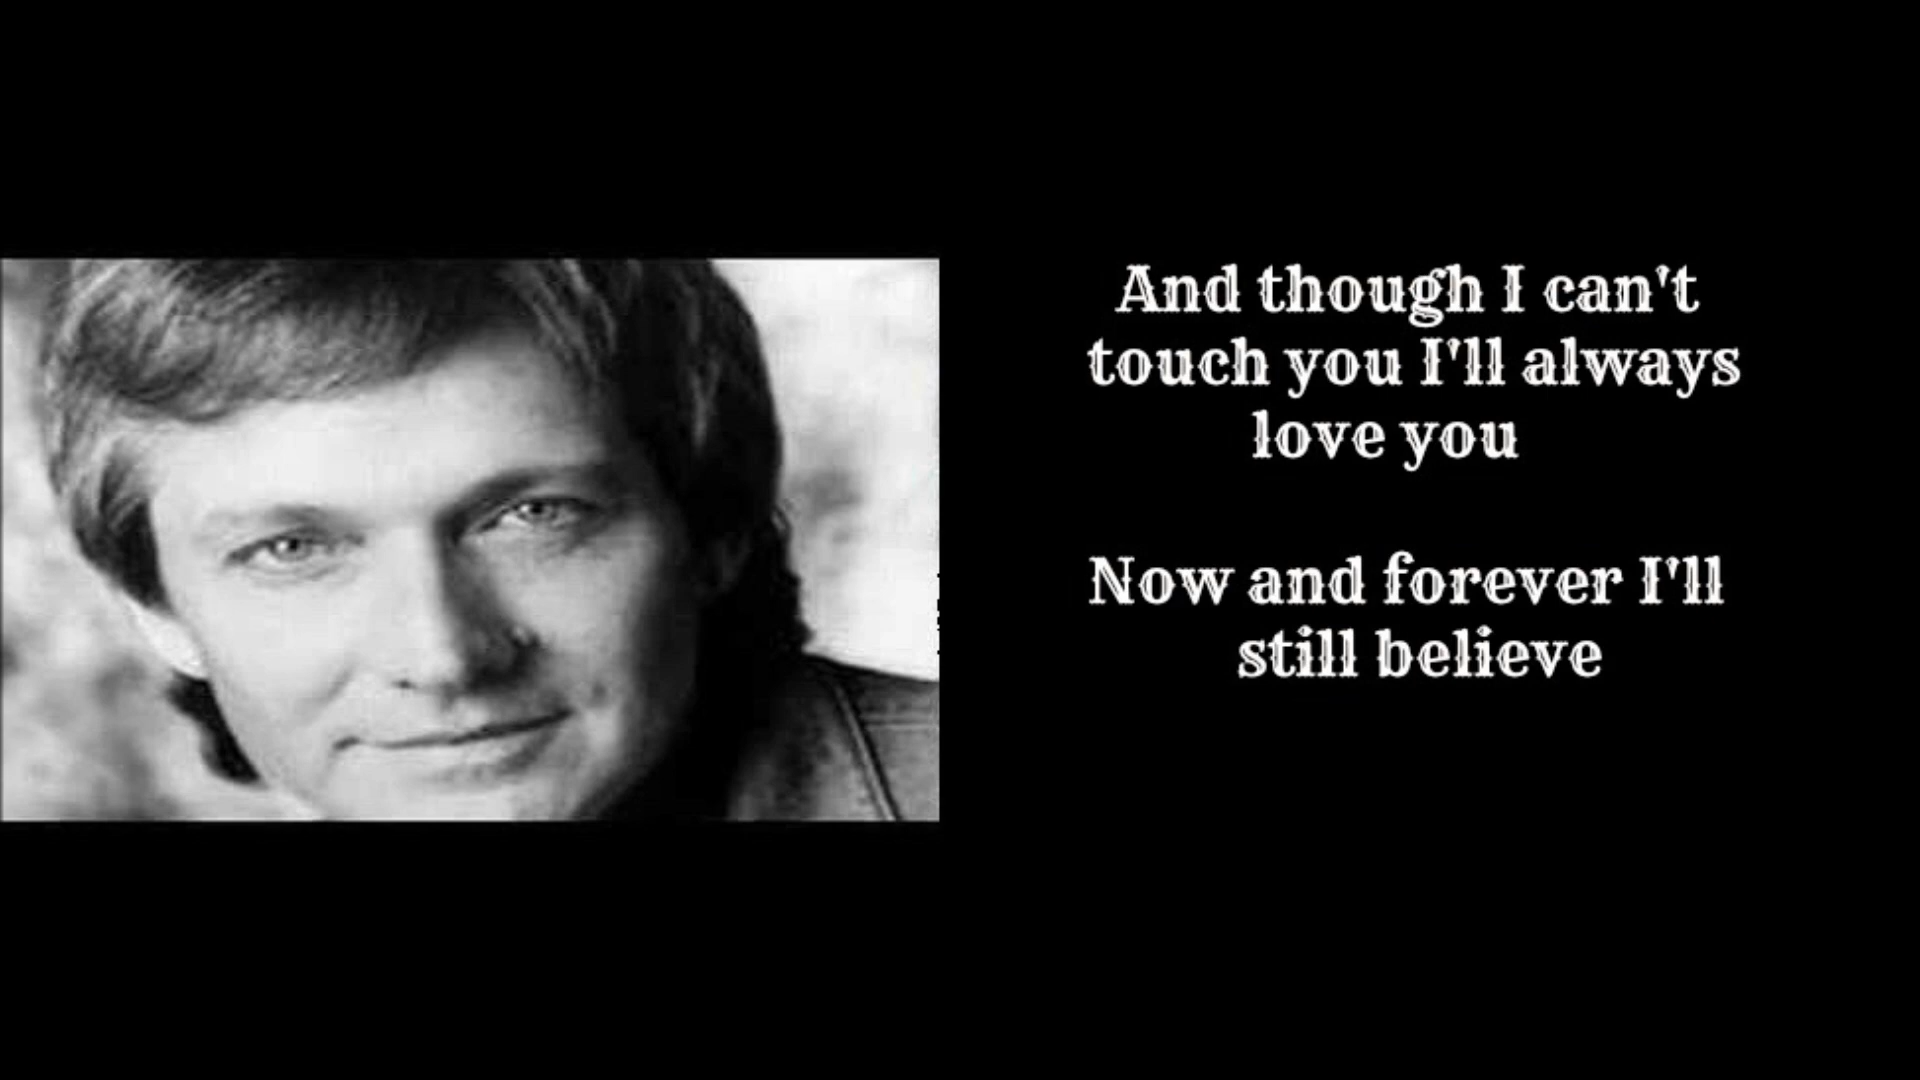 And though I can't
touch you I'll always
love you
Now and forever I'll
still believe